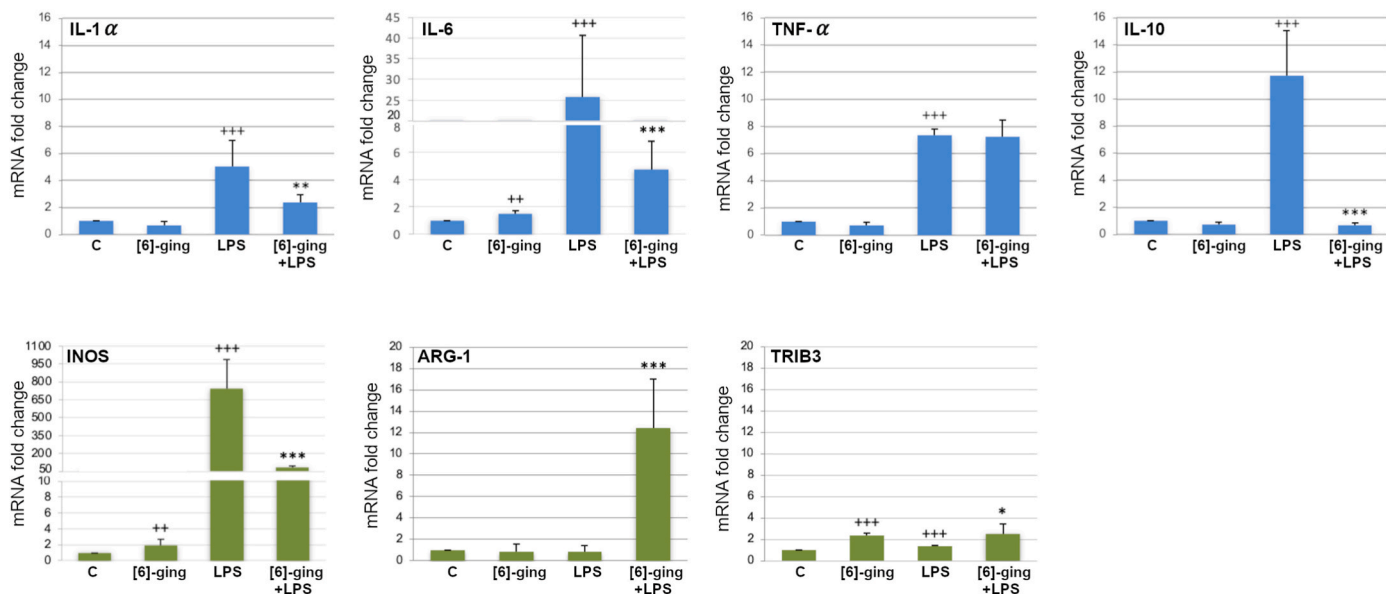 IL-1 α
mRNA fold change
16
14
12
10
8
6
4
2
0
+++
**
C
[6]-ging
LPS
[6]-ging
+LPS
IL-6
mRNA fold change
45
40
35
30
25
20
8
6
4
2
0
++
+++
***
C
[6]-ging
LPS
[6]-ging
+LPS
TNF- α
mRNA fold change
16
14
12
10
8
6
4
2
0
+++
C
[6]-ging
LPS
[6]-ging
+LPS
IL-10
mRNA fold change
16
14
12
10
8
6
4
2
0
+++
***
C
[6]-ging
LPS
[6]-ging
+LPS
INOS
mRNA fold change
1100
950
800
650
500
350
200
50
10
8
6
4
2
0
++
+++
***
C
[6]-ging
LPS
[6]-ging
+LPS
ARG-1
mRNA fold change
20
18
16
14
12
10
8
6
4
2
0
***
C
[6]-ging
LPS
[6]-ging
+LPS
TRIB3
mRNA fold change
20
18
16
14
12
10
8
6
4
2
0
+++
+++
*
C
[6]-ging
LPS
[6]-ging
+LPS